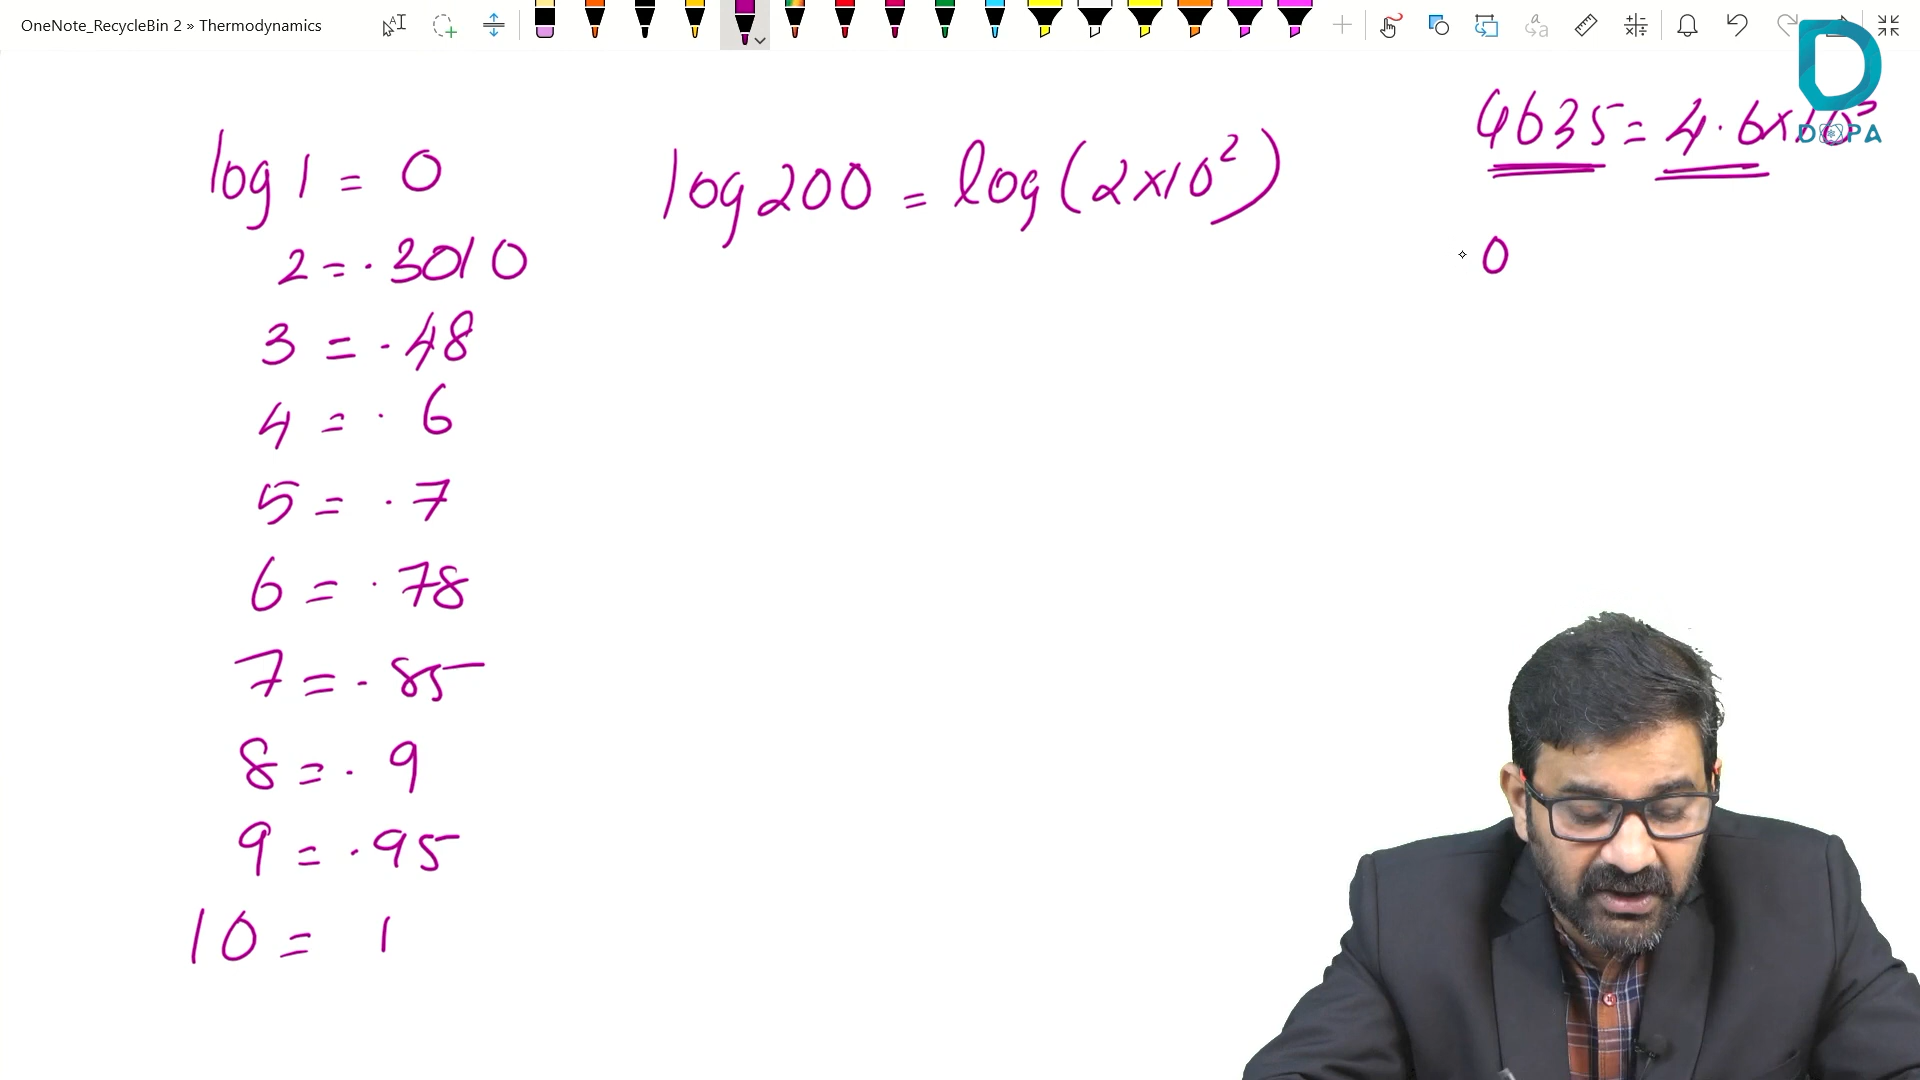 OneNote_RecycleBin 2 » Thermodynamics
log 1 = 0
2 = .3010
3 = .48
4 = .6
5 = .7
6 = .78
7 = .85
8 = .9
9 = .95
10 = 1
log 200 = log (2×10²)
4635 = 4.6×10³
0
DOPA